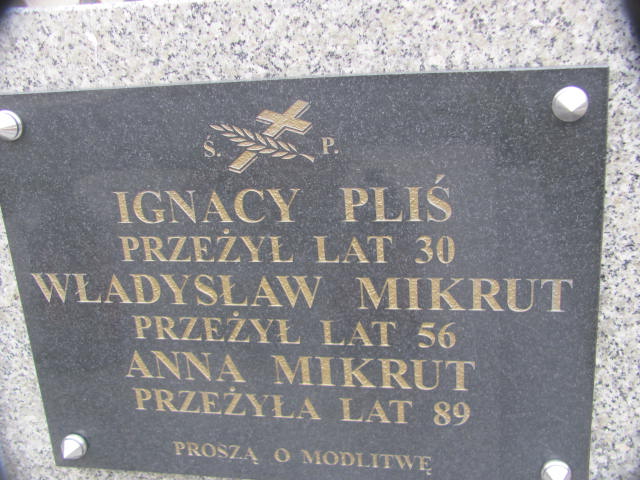 Ś. P.
IGNACY PLIŚ
PRZEŻYŁ LAT 30
WŁADYSŁAW MIKRUT
PRZEŻYŁ LAT 56
ANNA MIKRUT
PRZEŻYŁA LAT 89
PROSZĄ O MODLITWĘ